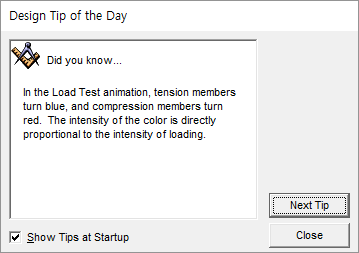 Design Tip of the Day
Did you know...
In the Load Test animation, tension members
turn blue, and compression members turn
red.  The intensity of the color is directly
proportional to the intensity of loading.
Next Tip
Show Tips at Startup
Close